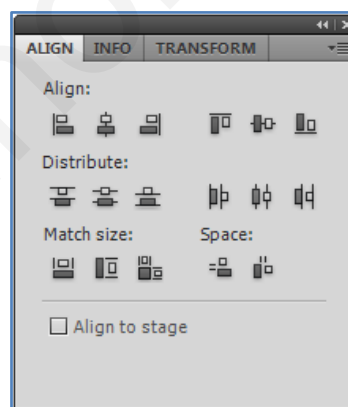 ALIGN INFO TRANSFORM
Align:
Distribute:
Match size: Space:
Align to stage